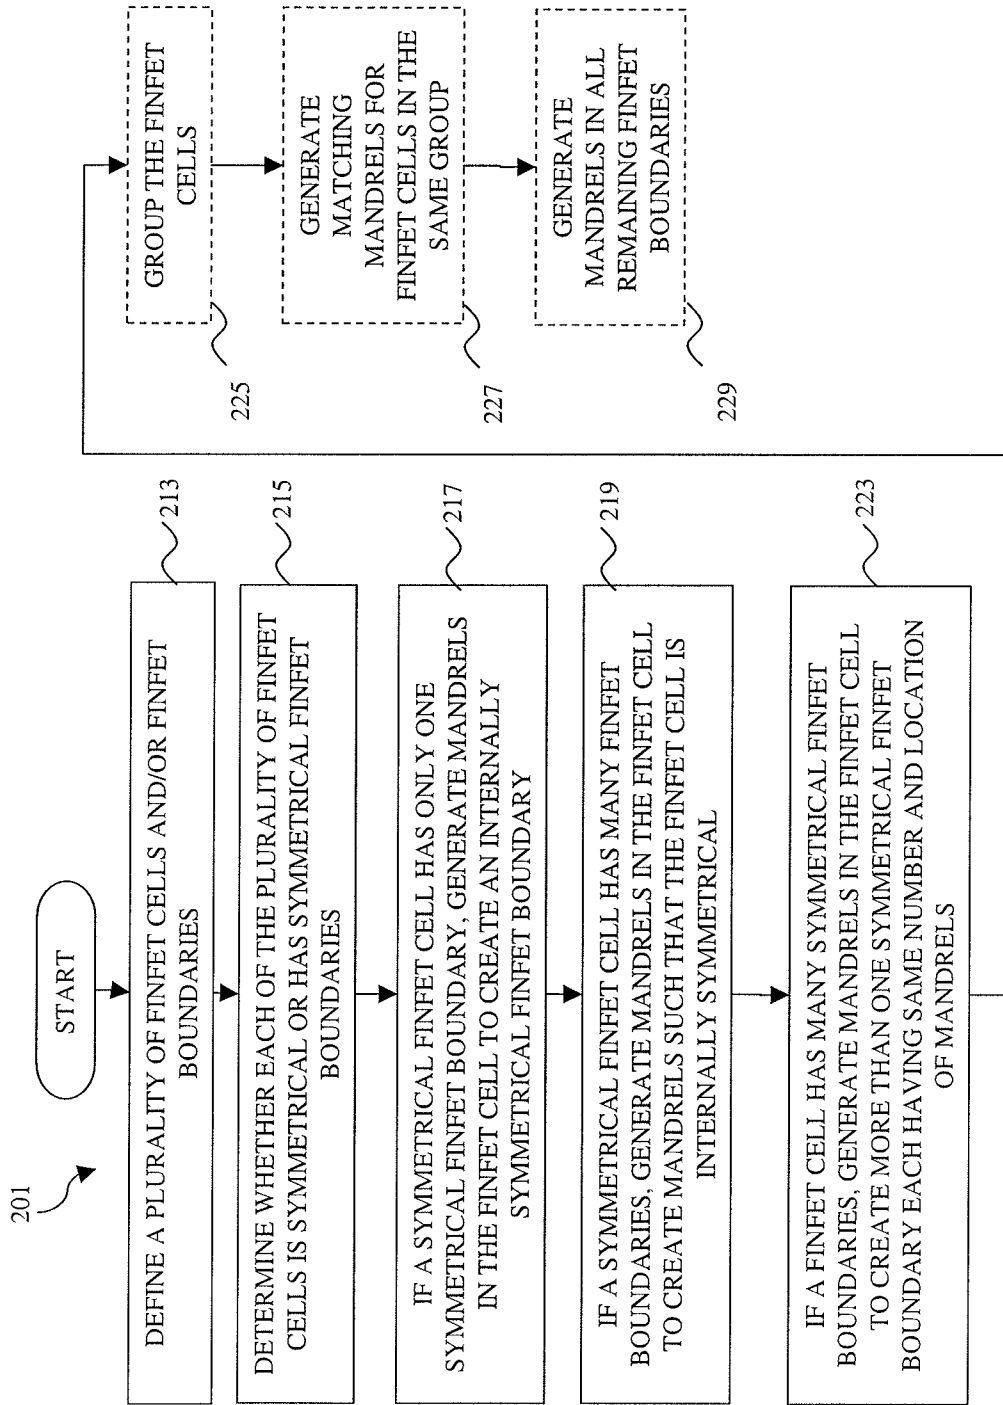 201
START
DEFINE A PLURALITY OF FINFET CELLS AND/OR FINFET
BOUNDARIES
213
DETERMINE WHETHER EACH OF THE PLURALITY OF FINFET
CELLS IS SYMMETRICAL OR HAS SYMMETRICAL FINFET
BOUNDARIES
215
IF A SYMMETRICAL FINFET CELL HAS ONLY ONE
SYMMETRICAL FINFET BOUNDARY, GENERATE MANDRELS
IN THE FINFET CELL TO CREATE AN INTERNALLY
SYMMETRICAL FINFET BOUNDARY
217
IF A SYMMETRICAL FINFET CELL HAS MANY FINFET
BOUNDARIES, GENERATE MANDRELS IN THE FINFET CELL
TO CREATE MANDRELS SUCH THAT THE FINFET CELL IS
INTERNALLY SYMMETRICAL
219
IF A FINFET CELL HAS MANY SYMMETRICAL FINFET
BOUNDARIES, GENERATE MANDRELS IN THE FINFET CELL
TO CREATE MORE THAN ONE SYMMETRICAL FINFET
BOUNDARY EACH HAVING SAME NUMBER AND LOCATION
OF MANDRELS
223
GROUP THE FINFET
CELLS
225
GENERATE
MATCHING
MANDRELS FOR
FINFET CELLS IN THE
SAME GROUP
227
GENERATE
MANDRELS IN ALL
REMAINING FINFET
BOUNDARIES
229